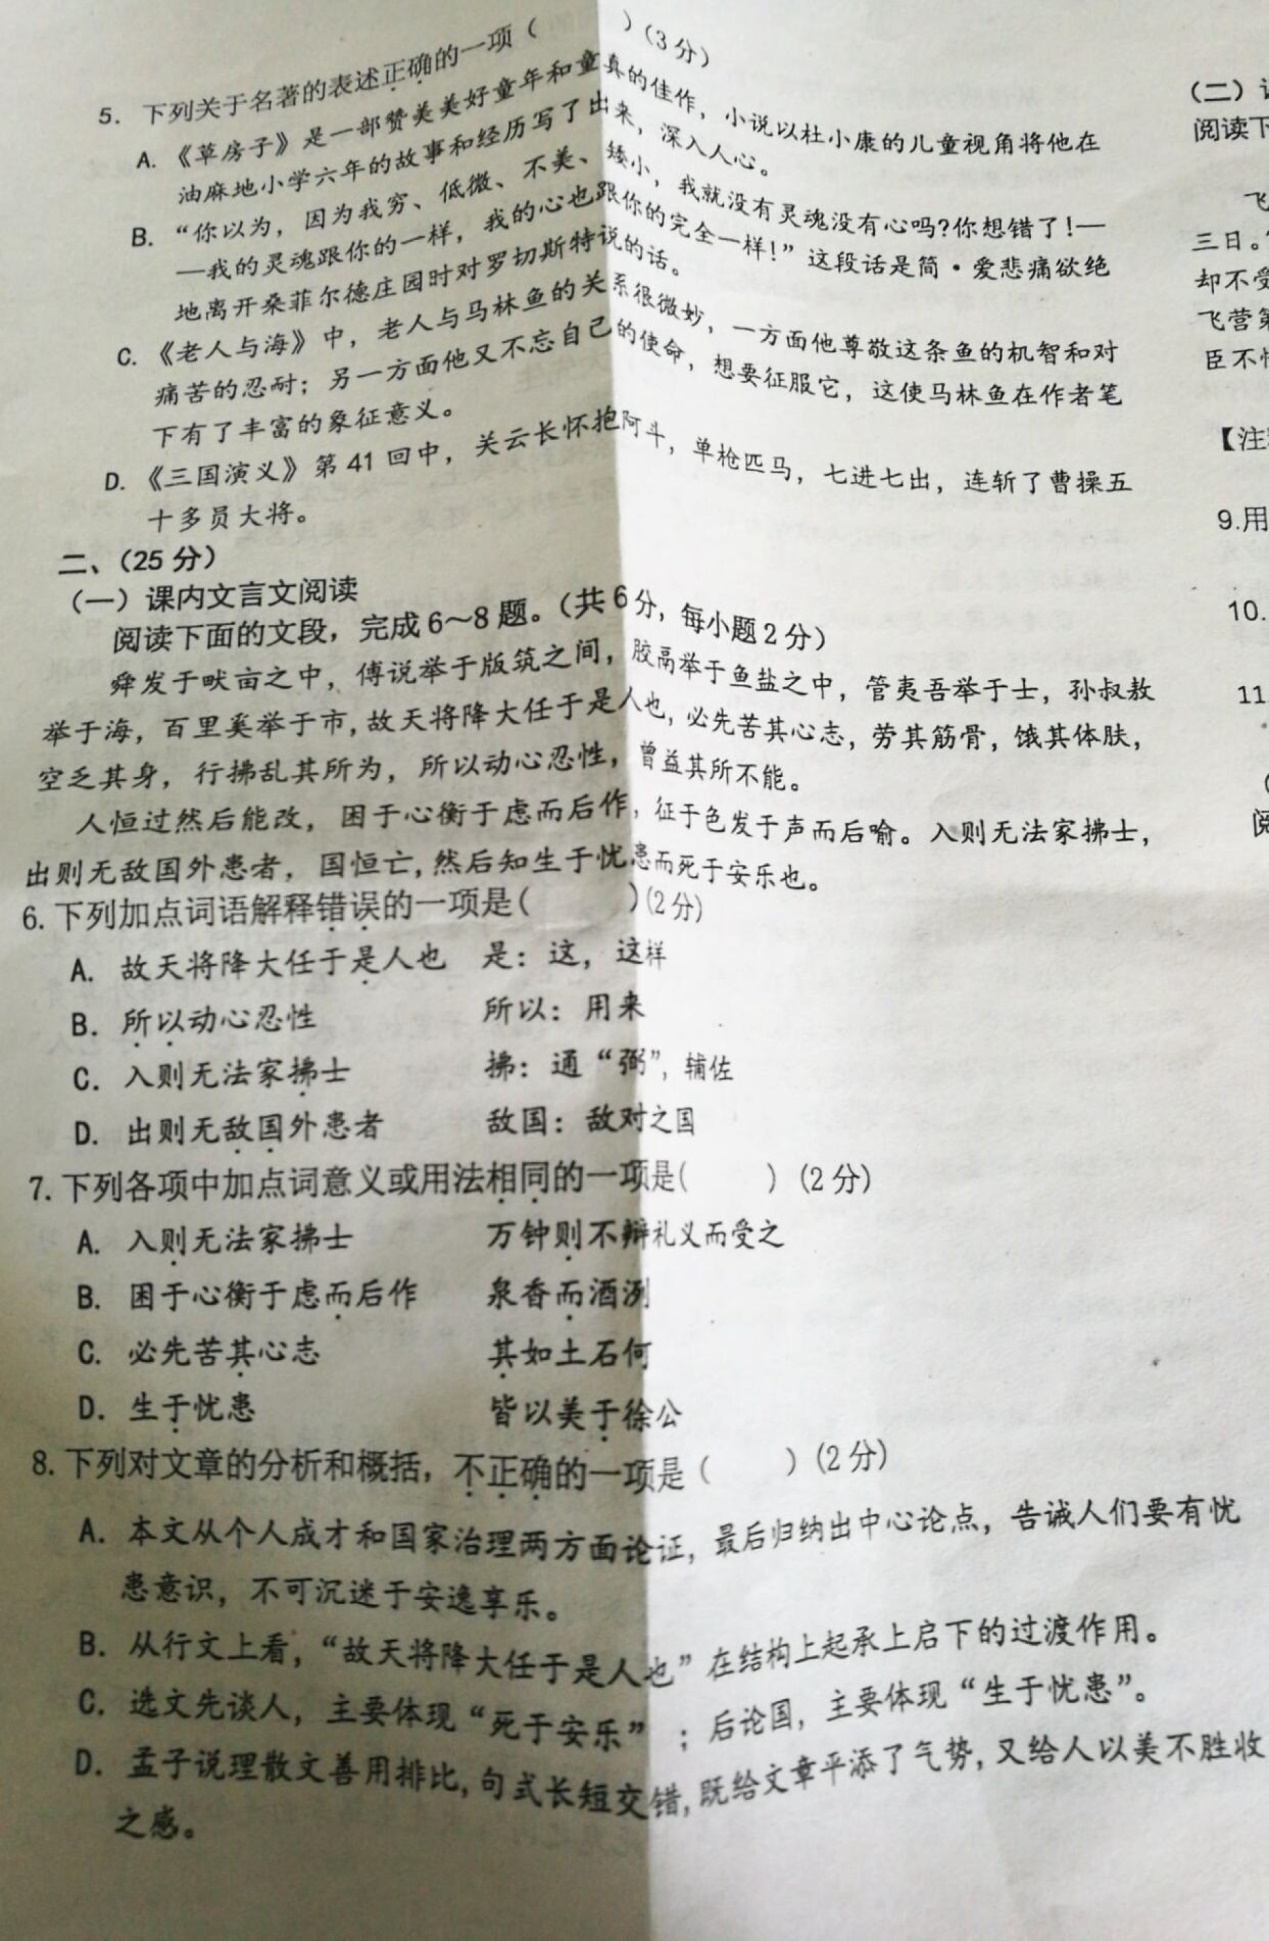 5. 下列关于名著的表述正确的一项（ ）（3分）
A. 《草房子》是一部赞美美好童年和童真的佳作，小说以杜小康的儿童视角将他在
油麻地小学六年的故事和经历写了出来，深入人心。
B. “你以为，因为我穷、低微、不美、矮小，我就没有灵魂没有心吗？你想错了！—
—我的灵魂跟你的一样，我的心也跟你的完全一样！”这段话是简·爱悲痛欲绝
地离开桑菲尔德庄园时对罗切斯特说的话。
C. 《老人与海》中，老人与马林鱼的关系很微妙，一方面他尊敬这条鱼的机智和对
痛苦的忍耐；另一方面他又不忘自己的使命，想要征服它，这使马林鱼在作者笔
下有了丰富的象征意义。
D. 《三国演义》第41回中，关云长怀抱阿斗，单枪匹马，七进七出，连斩了曹操五
十多员大将。
二、（25分）
（一）课内文言文阅读
阅读下面的文段，完成6～8题。（共6分，每小题2分）
舜发于畎亩之中，傅说举于版筑之间，胶鬲举于鱼盐之中，管夷吾举于士，孙叔敖
举于海，百里奚举于市，故天将降大任于是人也，必先苦其心志，劳其筋骨，饿其体肤，
空乏其身，行拂乱其所为，所以动心忍性，曾益其所不能。
人恒过然后能改，困于心衡于虑而后作，征于色发于声而后喻。入则无法家拂士，
出则无敌国外患者，国恒亡，然后知生于忧患而死于安乐也。
6. 下列加点词语解释错误的一项是（ ）（2分）
A. 故天将降大任于是人也 是：这，这样
B. 所以动心忍性 所以：用来
C. 入则无法家拂士 拂：通“弼”，辅佐
D. 出则无敌国外患者 敌国：敌对之国
7. 下列各项中加点词意义或用法相同的一项是（ ）（2分）
A. 入则无法家拂士 万钟则不辩礼义而受之
B. 困于心衡于虑而后作 泉香而酒洌
C. 必先苦其心志 其如土石何
D. 生于忧患 皆以美于徐公
8. 下列对文章的分析和概括，不正确的一项是（ ）（2分）
A. 本文从个人成才和国家治理两方面论证，最后归纳出中心论点，告诫人们要有忧
患意识，不可沉迷于安逸享乐。
B. 从行文上看，“故天将降大任于是人也”在结构上起承上启下的过渡作用。
C. 选文先谈人，主要体现“死于安乐”；后论国，主要体现“生于忧患”。
D. 孟子说理散文善用排比，句式长短交错，既给文章平添了气势，又给人以美不胜收
之感。
（二）
阅读下
飞
三日。
却不受
飞营第
臣不
【注
9.用
10.
11
阅